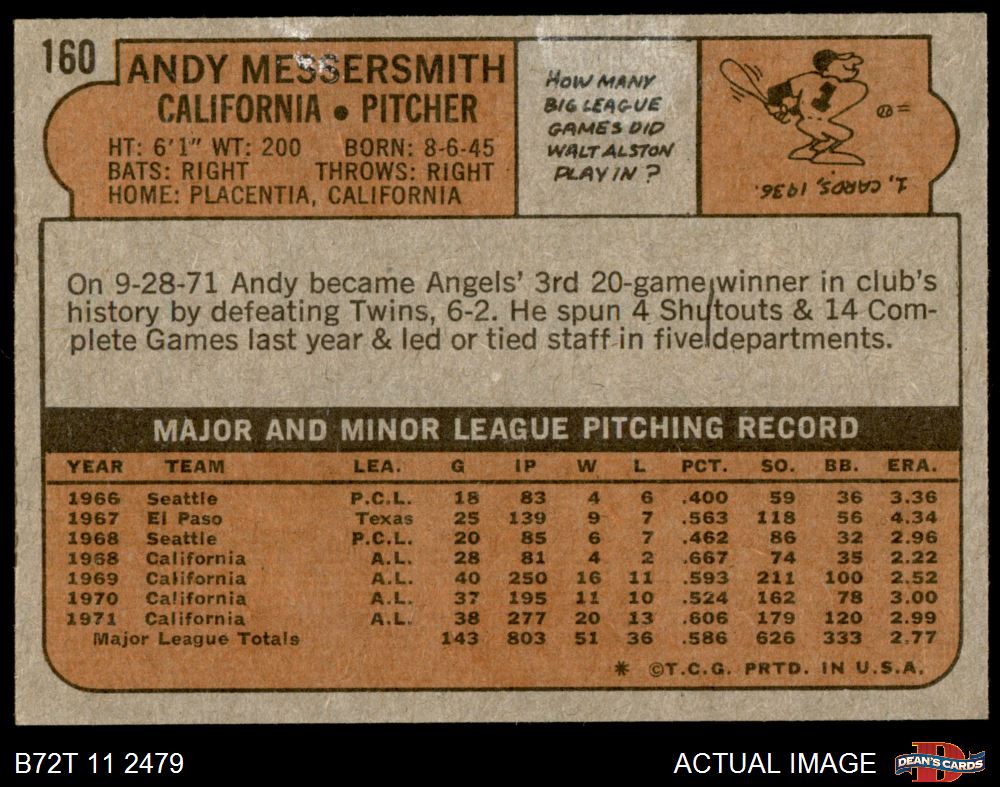 160
ANDY MESSERSMITH
CALIFORNIA • PITCHER
HT: 6'1" WT: 200 BORN: 8-6-45
BATS: RIGHT THROWS: RIGHT
HOME: PLACENTIA, CALIFORNIA
HOW MANY
BIG LEAGUE
GAMES DID
WALT ALSTON
PLAY IN ?
1
1, CARDS, 1936.
On 9-28-71 Andy became Angels' 3rd 20-game winner in club's
history by defeating Twins, 6-2. He spun 4 Shutouts & 14 Com-
plete Games last year & led or tied staff in five departments.
MAJOR AND MINOR LEAGUE PITCHING RECORD
YEAR TEAM LEA. G IP W L PCT. SO. BB. ERA.
1966 Seattle P.C.L. 18 83 4 6 .400 59 36 3.36
1967 El Paso Texas 25 139 9 7 .563 118 56 4.34
1968 Seattle P.C.L. 20 85 6 7 .462 86 32 2.96
1968 California A.L. 28 81 4 2 .667 74 35 2.22
1969 California A.L. 40 250 16 11 .593 211 100 2.52
1970 California A.L. 37 195 11 10 .524 162 78 3.00
1971 California A.L. 38 277 20 13 .606 179 120 2.99
Major League Totals 143 803 51 36 .586 626 333 2.77
* ©T.C.G. PRTD. IN U.S.A.
B72T 11 2479 ACTUAL IMAGE
D
DEAN'S CARDS